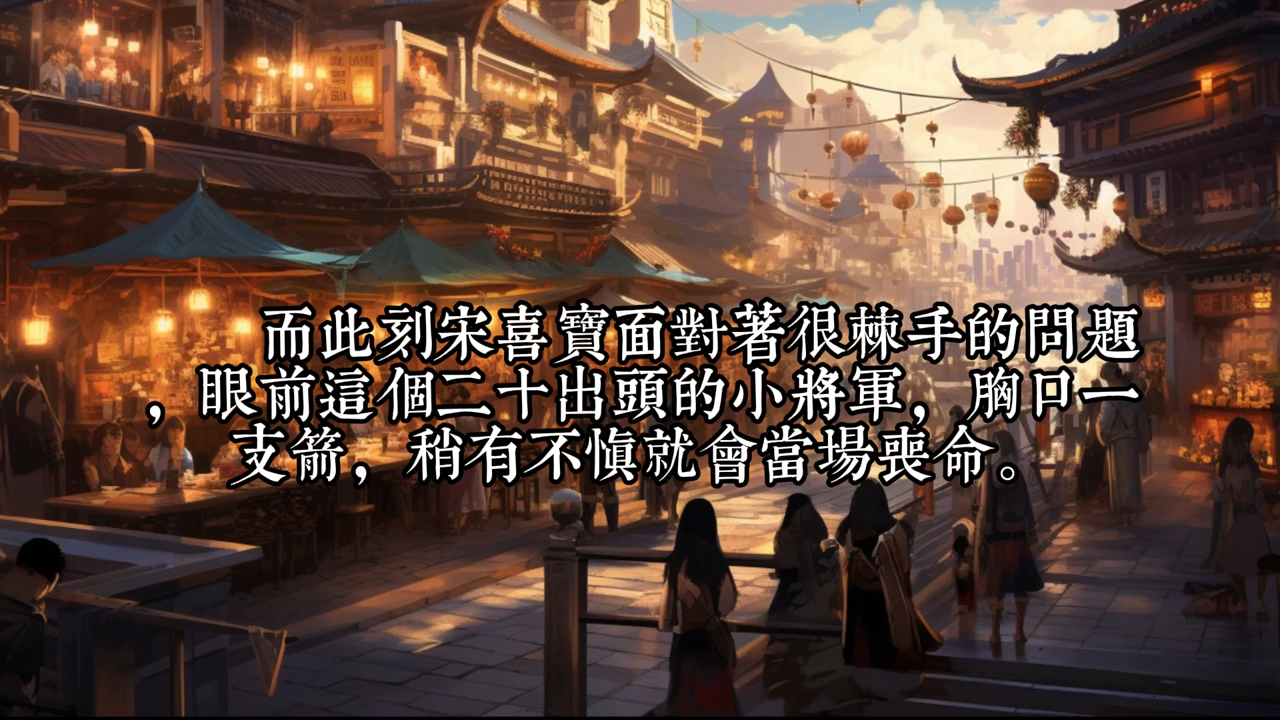 而此刻宋喜寶面對著很棘手的問題
，眼前這個二十出頭的小將軍，胸口一
支箭，稍有不慎就會當場喪命。